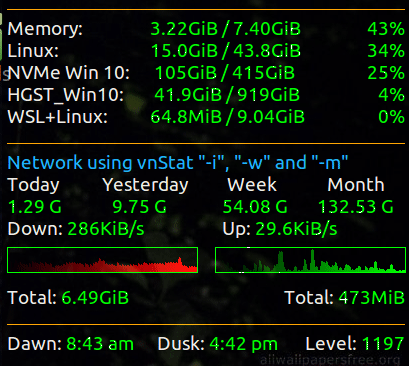 Memory: 3.22GiB / 7.40GiB 43%
Linux: 15.0GiB / 43.8GiB 34%
NVMe Win 10: 105GiB / 415GiB 25%
HGST_Win10: 41.9GiB / 919GiB 4%
WSL+Linux: 64.8MiB / 9.04GiB 0%
Network using vnStat "-i", "-w" and "-m"
Today Yesterday Week Month
1.29 G 9.75 G 54.08 G 132.53 G
Down: 286KiB/s Up: 29.6KiB/s
Total: 6.49GiB Total: 473MiB
Dawn: 8:43 am Dusk: 4:42 pm Level: 1197
allwallpapersfree.org